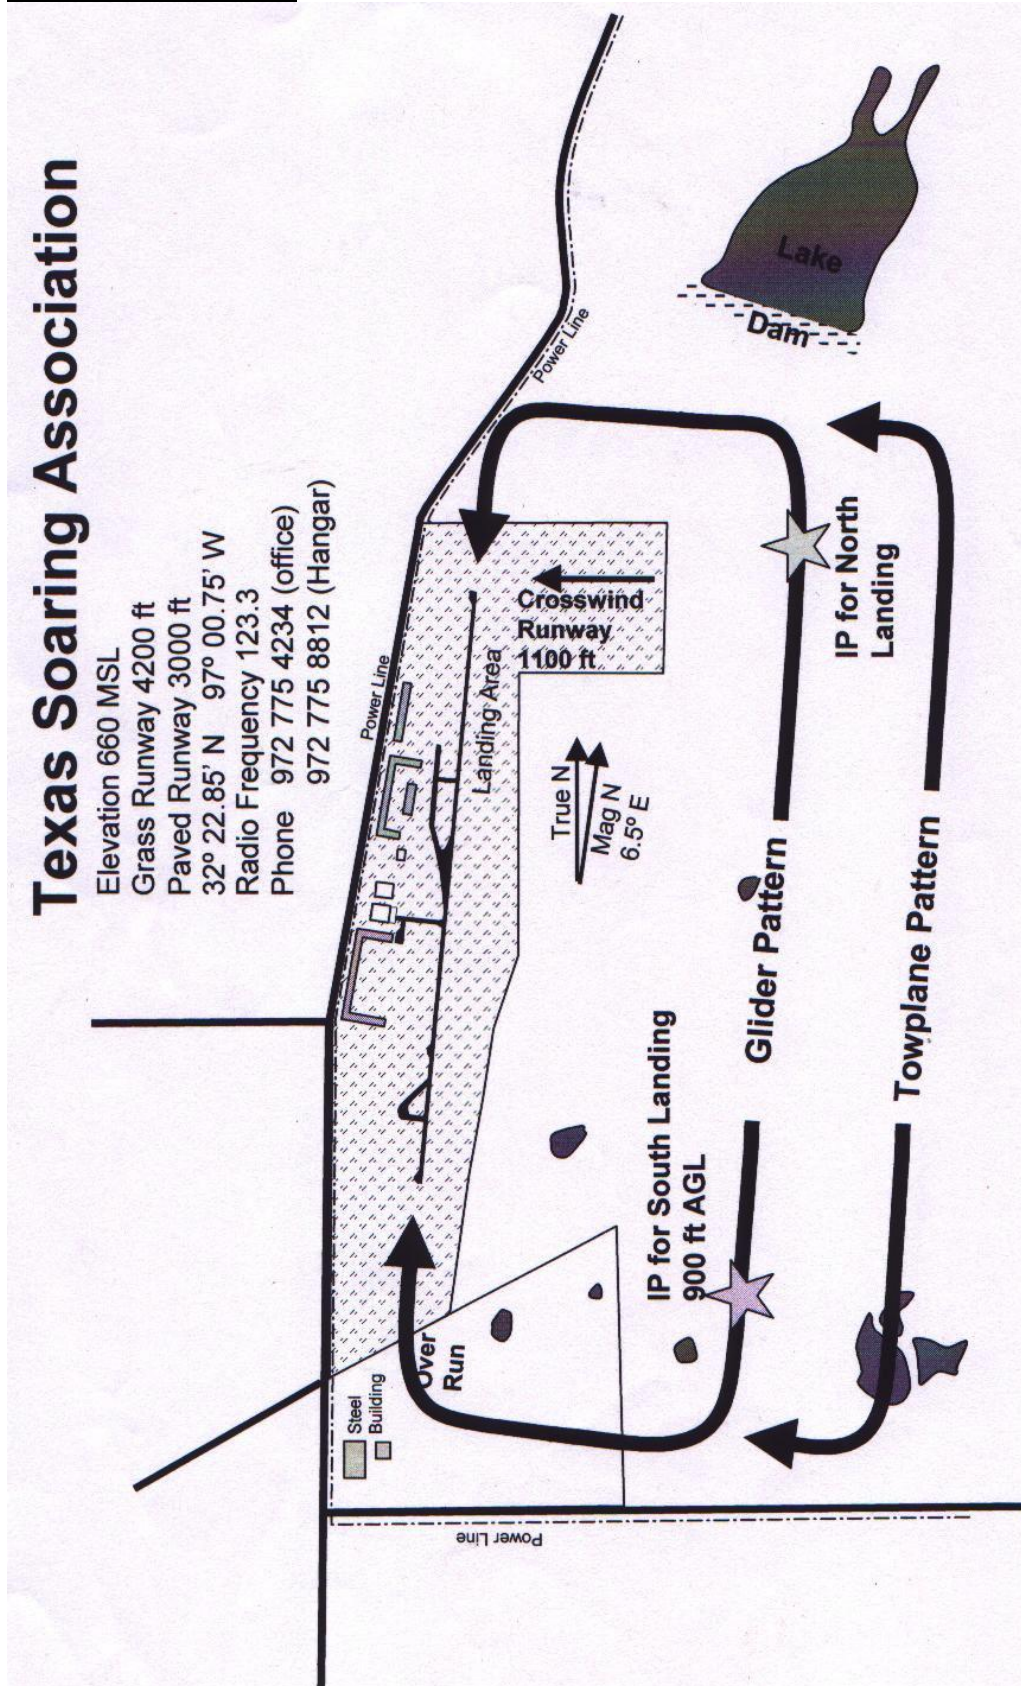 Texas Soaring Association
Elevation 660 MSL
Grass Runway 4200 ft
Paved Runway 3000 ft
32º 22.85' N 97º 00.75' W
Radio Frequency 123.3
Phone 972 775 4234 (office)
972 775 8812 (Hangar)
Power Line
Power Line
Lake
Dam
Crosswind
Runway
1100 ft
Landing Area
True N
Mag N
6.5º E
IP for North
Landing
Glider Pattern
Towplane Pattern
IP for South Landing
900 ft AGL
Over
Run
Steel
Building
Power Line